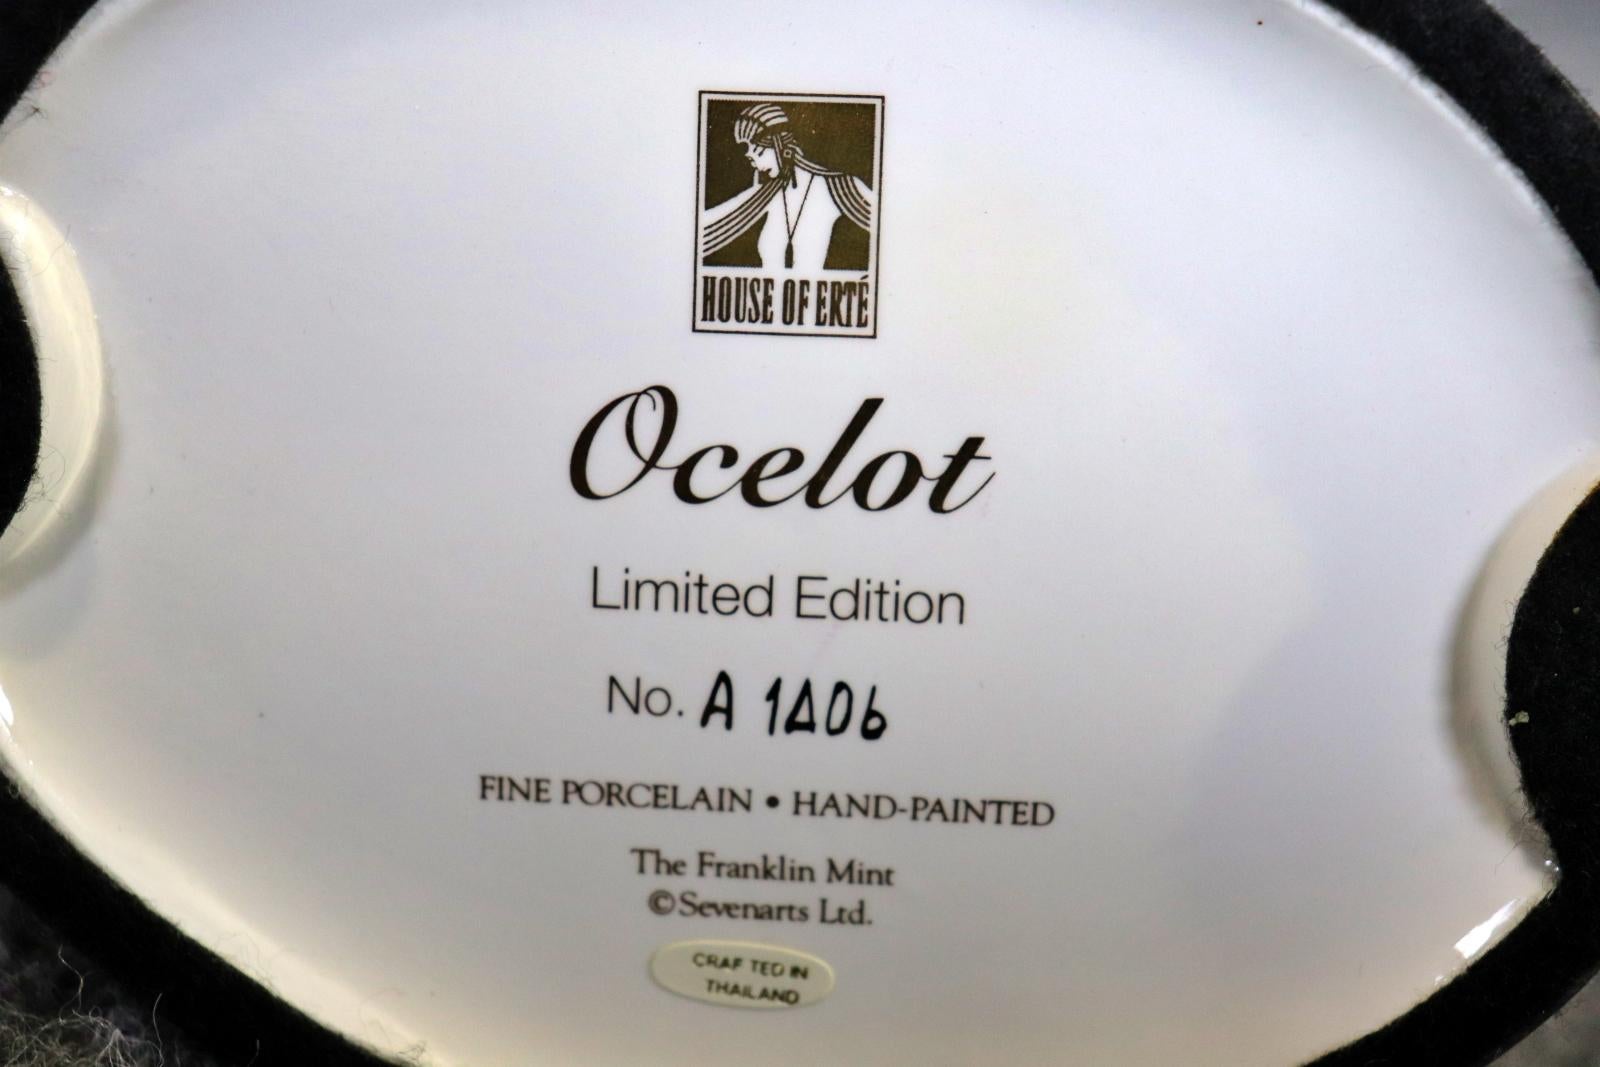 HOUSE OF ERTÉ
Ocelot
Limited Edition
No. A 1Δ06
FINE PORCELAIN • HAND-PAINTED
The Franklin Mint
©Sevenarts Ltd.
CRAFTED IN
THAILAND